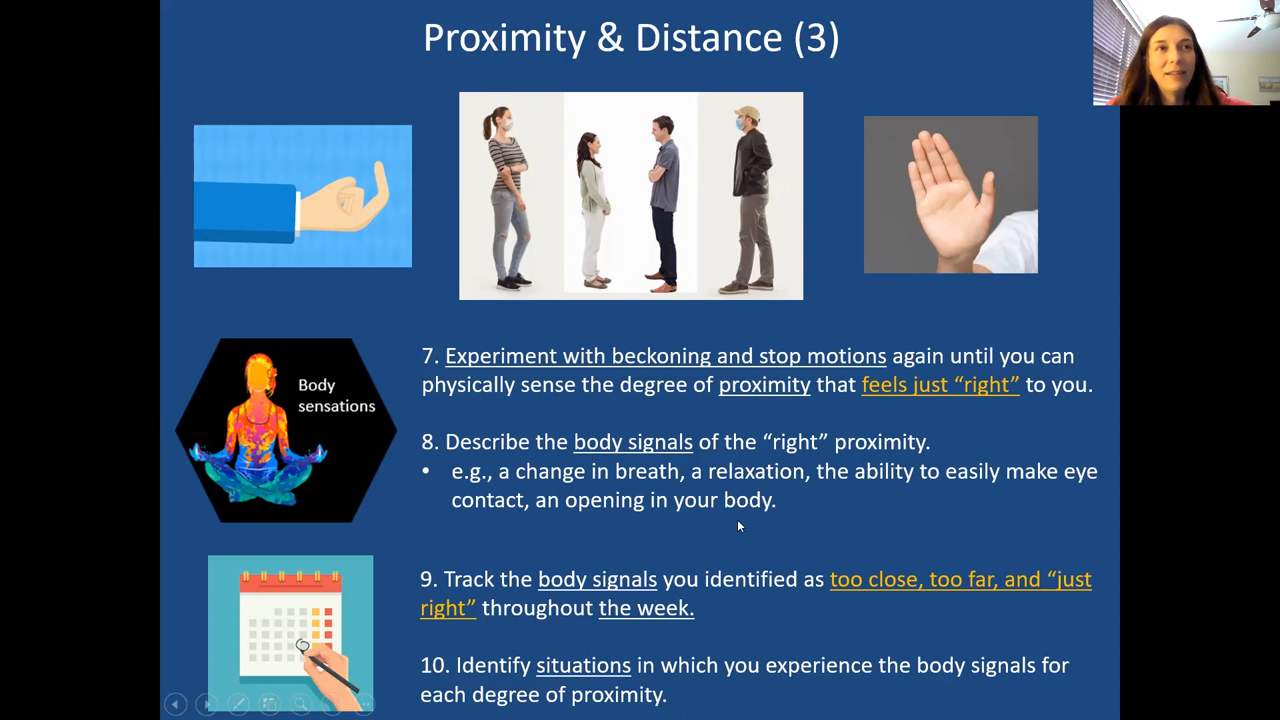 Proximity & Distance (3)
Body
sensations
7. Experiment with beckoning and stop motions again until you can
physically sense the degree of proximity that feels just “right” to you.
8. Describe the body signals of the “right” proximity.
• e.g., a change in breath, a relaxation, the ability to easily make eye
contact, an opening in your body.
9. Track the body signals you identified as too close, too far, and “just
right” throughout the week.
10. Identify situations in which you experience the body signals for
each degree of proximity.